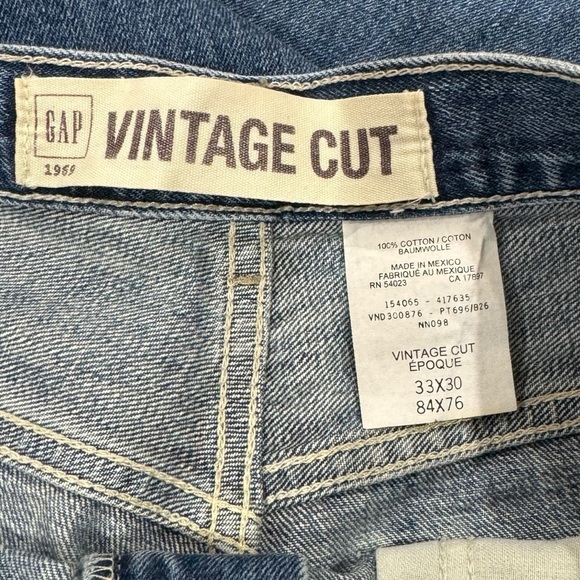 GAP
1969
VINTAGE CUT
100% COTTON / COTON
BAUMWOLLE
MADE IN MEXICO
FABRIQUÉ AU MEXIQUE
RN 54023 CA 17897
154065 - 417635
VND300876 - PT696/B26
NN098
VINTAGE CUT
ÉPOQUE
33X30
84X76